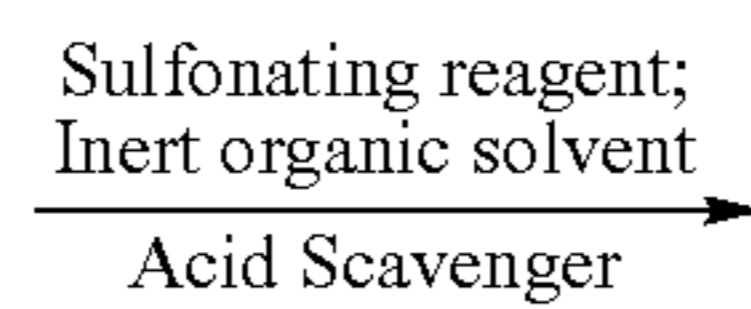 Sulfonating reagent;
Inert organic solvent
Acid Scavenger